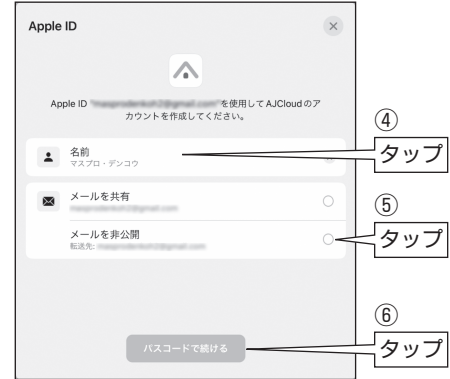 Apple ID
Apple ID を使用して AJCloud のア
カウントを作成してください。
④
タップ
名前
マスプロ・デンコウ
メールを共有
⑤
タップ
メールを非公開
転送先:
⑥
タップ
パスコードで続ける